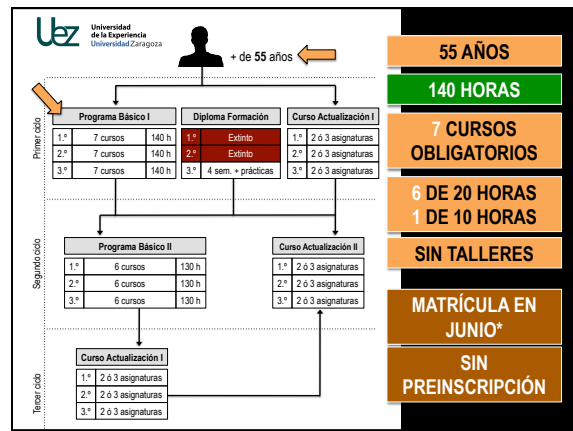 Uez
Universidad
de la Experiencia
Universidad Zaragoza
+ de 55 años
Primer ciclo
Programa Básico I
1.º 7 cursos 140 h
2.º 7 cursos 140 h
3.º 7 cursos 140 h
Diploma Formación
1.º Extinto
2.º Extinto
3.º 4 sem. + prácticas
Curso Actualización I
1.º 2 ó 3 asignaturas
2.º 2 ó 3 asignaturas
3.º 2 ó 3 asignaturas
Segundo ciclo
Programa Básico II
1.º 6 cursos 130 h
2.º 6 cursos 130 h
3.º 6 cursos 130 h
Curso Actualización II
1.º 2 ó 3 asignaturas
2.º 2 ó 3 asignaturas
3.º 2 ó 3 asignaturas
Tercer ciclo
Curso Actualización I
1.º 2 ó 3 asignaturas
2.º 2 ó 3 asignaturas
3.º 2 ó 3 asignaturas
55 AÑOS
140 HORAS
7 CURSOS
OBLIGATORIOS
6 DE 20 HORAS
1 DE 10 HORAS
SIN TALLERES
MATRÍCULA EN
JUNIO*
SIN
PREINSCRIPCIÓN